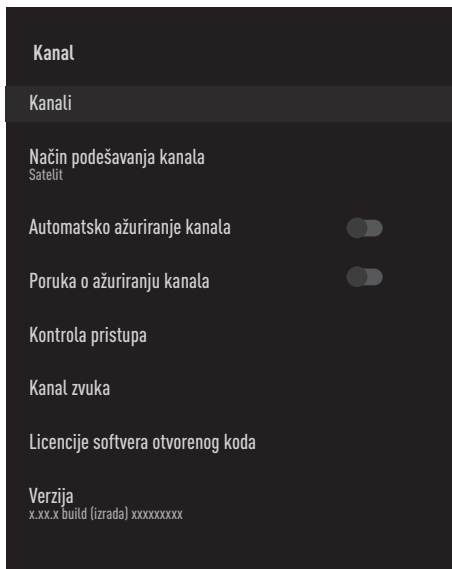 Kanal
Kanali
Način podešavanja kanala
Satelit
Automatsko ažuriranje kanala
Poruka o ažuriranju kanala
Kontrola pristupa
Kanal zvuka
Licencije softvera otvorenog koda
Verzija
x.xx.x build (izrada) xxxxxxxxx